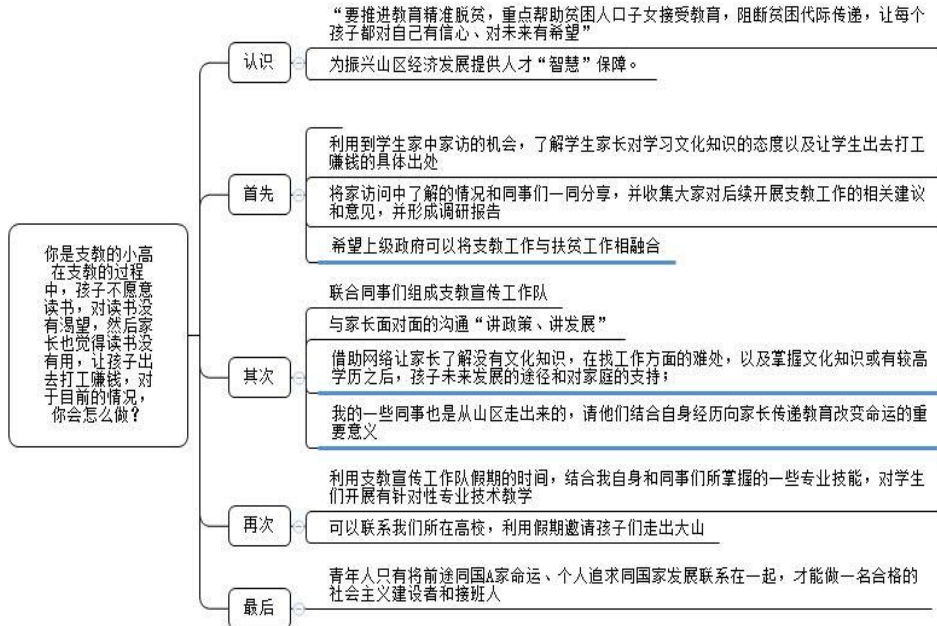 你是支教的小高
在支教的过程
中，孩子不愿意
读书，对读书没
有渴望，然后家
长也觉得读书没
有用，让孩子出
去打工赚钱，对
于目前的情况，
你会怎么做？
认识
“要推进教育精准脱贫，重点帮助贫困人口子女接受教育，阻断贫困代际传递，让每个
孩子都对自己有信心、对未来有希望”
为振兴山区经济发展提供人才“智慧”保障。
首先
利用到学生家中家访的机会，了解学生家长对学习文化知识的态度以及让学生出去打工
赚钱的具体出处
将家访问中了解的情况和同事们一同分享，并收集大家对后续开展支教工作的相关建议
和意见，并形成调研报告
希望上级政府可以将支教工作与扶贫工作相融合
其次
联合同事们组成支教宣传工作队
与家长面对面的沟通“讲政策、讲发展”
借助网络让家长了解没有文化知识，在找工作方面的难处，以及掌握文化知识或有较高
学历之后，孩子未来发展的途径和对家庭的支持；
我的一些同事也是从山区走出来的，请他们结合自身经历向家长传递教育改变命运的重
要意义
再次
利用支教宣传工作队假期的时间，结合我自身和同事们所掌握的一些专业技能，对学生
们开展有针对性专业技术教学
可以联系我们所在高校，利用假期邀请孩子们走出大山
最后
青年人只有将前途同国A家命运、个人追求同国家发展联系在一起，才能做一名合格的
社会主义建设者和接班人